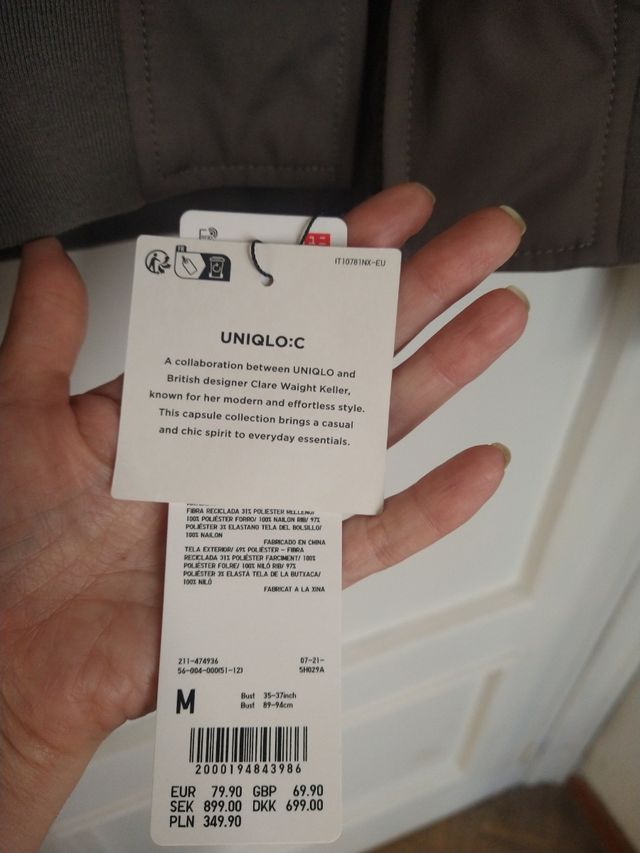 FR
IT10781NX-EU
UNIQLO:C
A collaboration between UNIQLO and
British designer Clare Waight Keller,
known for her modern and effortless style.
This capsule collection brings a casual
and chic spirit to everyday essentials.
FIBRA RECICLADA 31% POLIÉSTER RELLENO/
100% POLIÉSTER FORRO/ 100% NAILON RIB/ 97%
POLIÉSTER 3% ELASTANO TELA DEL BOLSILLO/
100% NAILON
FABRICADO EN CHINA
TELA EXTERIOR/ 69% POLIÈSTER - FIBRA
RECICLADA 31% POLIÈSTER FARCIMENT/ 100%
POLIÈSTER FOLRE/ 100% NILÓ RIB/ 97%
POLIÈSTER 3% ELASTÀ TELA DE LA BUTXACA/
100% NILÓ
FABRICAT A LA XINA
211-474936 07-21-
56-004-000(51-12) 5H029A
M Bust 35-37inch
Bust 89-94cm
2000194843986
EUR 79.90 GBP 69.90
SEK 899.00 DKK 699.00
PLN 349.90